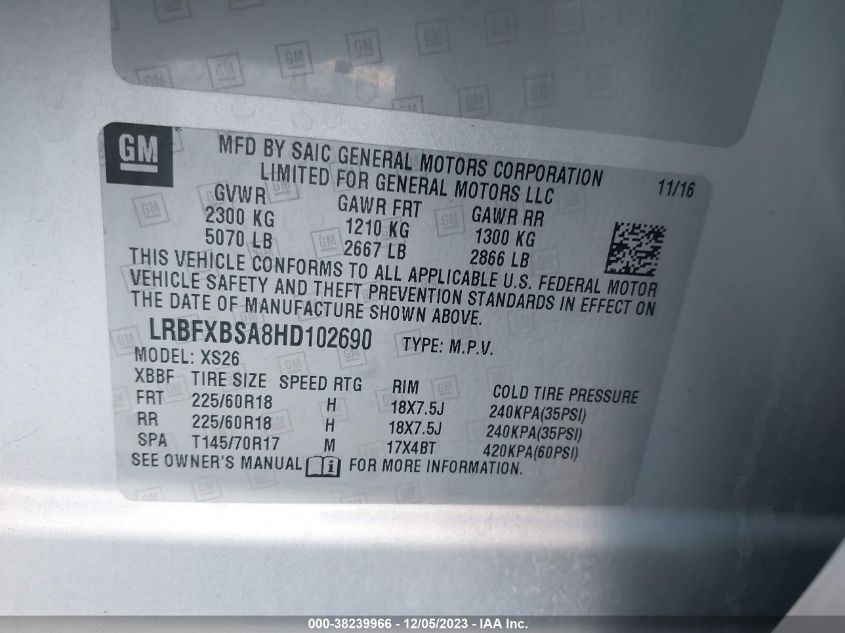 GM
MFD BY SAIC GENERAL MOTORS CORPORATION
LIMITED FOR GENERAL MOTORS LLC
11/16
GVWR GAWR FRT GAWR RR
2300 KG 1210 KG 1300 KG
5070 LB 2667 LB 2866 LB
THIS VEHICLE CONFORMS TO ALL APPLICABLE U.S. FEDERAL MOTOR
VEHICLE SAFETY AND THEFT PREVENTION STANDARDS IN EFFECT ON
THE DATE OF MANUFACTURE SHOWN ABOVE.
LRBFXBSA8HD102690 TYPE: M.P.V.
MODEL: XS26
XBBF TIRE SIZE SPEED RTG RIM COLD TIRE PRESSURE
FRT 225/60R18 H 18X7.5J 240KPA(35PSI)
RR 225/60R18 H 18X7.5J 240KPA(35PSI)
SPA T145/70R17 M 17X4BT 420KPA(60PSI)
SEE OWNER'S MANUAL i FOR MORE INFORMATION.
000-38239966 - 12/05/2023 - IAA Inc.